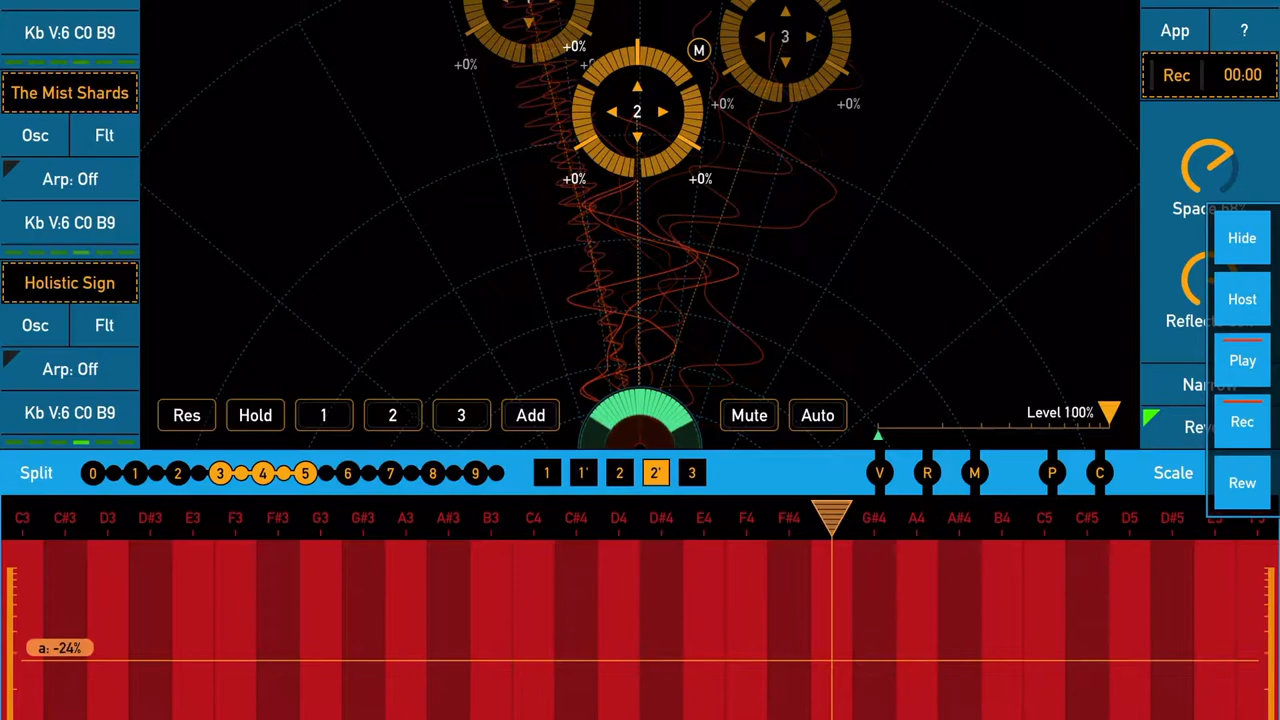 Kb V:6 C0 B9
The Mist Shards
Osc Flt
Arp: Off
Kb V:6 C0 B9
Holistic Sign
Osc Flt
Arp: Off
Kb V:6 C0 B9
+0% +0%
M
2
+0% +0%
3
+0% +0%
App ?
Rec 00:00
Hide
Host
Play
Rec
Rew
Res Hold 1 2 3 Add Mute Auto Level 100%
Split 0 1 2 3 4 5 6 7 8 9 1 1' 2 2' 3 V R M P C Scale
C3 C#3 D3 D#3 E3 F3 F#3 G3 G#3 A3 A#3 B3 C4 C#4 D4 D#4 E4 F4 F#4 G#4 A4 A#4 B4 C5 C#5 D5 D#5
a: -24%